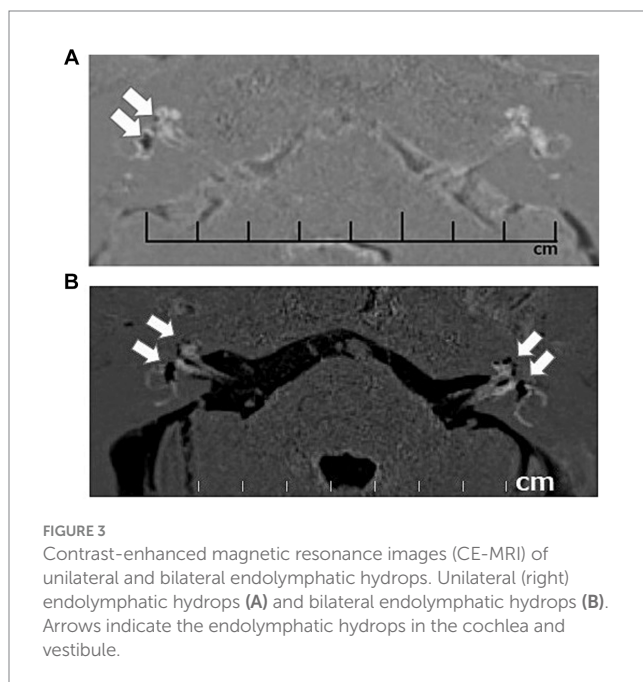 A
cm
B
cm
FIGURE 3
Contrast-enhanced magnetic resonance images (CE-MRI) of
unilateral and bilateral endolymphatic hydrops. Unilateral (right)
endolymphatic hydrops (A) and bilateral endolymphatic hydrops (B).
Arrows indicate the endolymphatic hydrops in the cochlea and
vestibule.